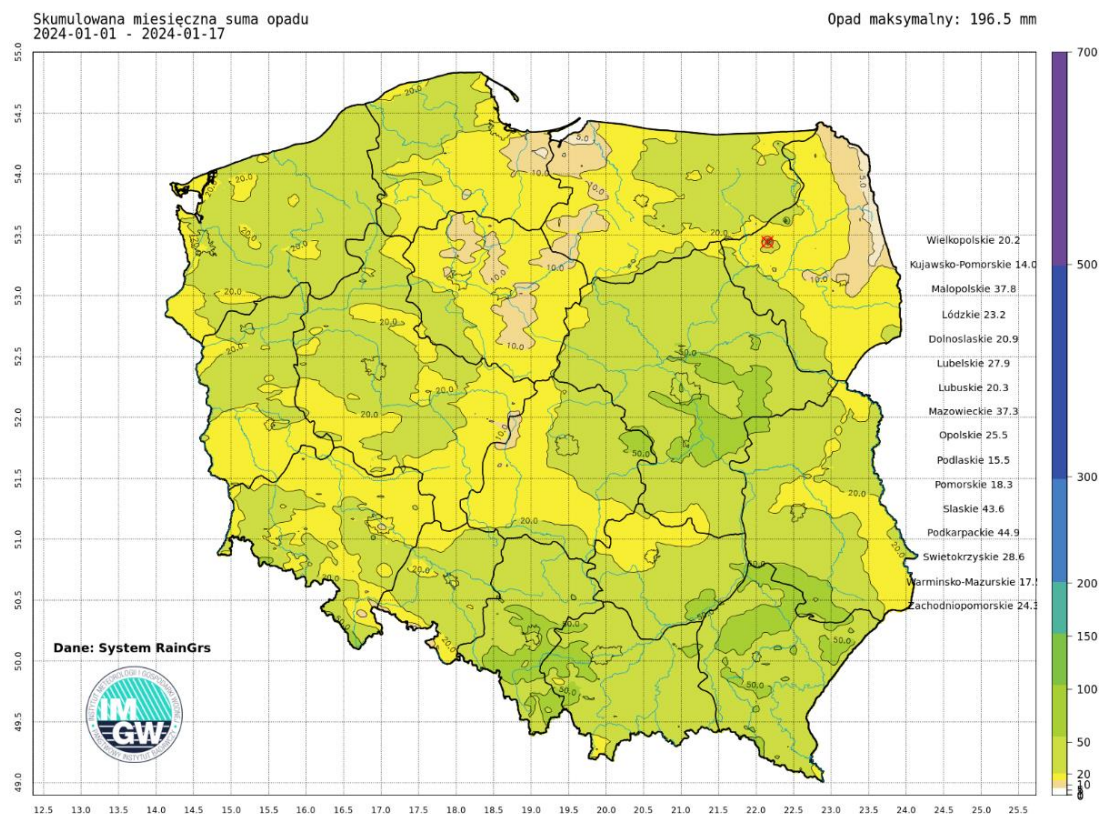 Skumulowana miesięczna suma opadu
2024-01-01 - 2024-01-17
Opad maksymalny: 196.5 mm
55.0
54.5
54.0
53.5
53.0
52.5
52.0
51.5
51.0
50.5
50.0
49.5
49.0
12.5 13.0 13.5 14.0 14.5 15.0 15.5 16.0 16.5 17.0 17.5 18.0 18.5 19.0 19.5 20.0 20.5 21.0 21.5 22.0 22.5 23.0 23.5 24.0 24.5 25.0 25.5
Wielkopolskie 20.2
Kujawsko-Pomorskie 14.0
Malopolskie 37.8
Lódzkie 23.2
Dolnoslaskie 20.9
Lubelskie 27.9
Lubuskie 20.3
Mazowieckie 37.3
Opolskie 25.5
Podlaskie 15.5
Pomorskie 18.3
Slaskie 43.6
Podkarpackie 44.9
Swietokrzyskie 28.6
Warminsko-Mazurskie 17.
Zachodniopomorskie 24.3
700
500
300
200
150
100
50
20
10
Dane: System RainGrs
IM
GW